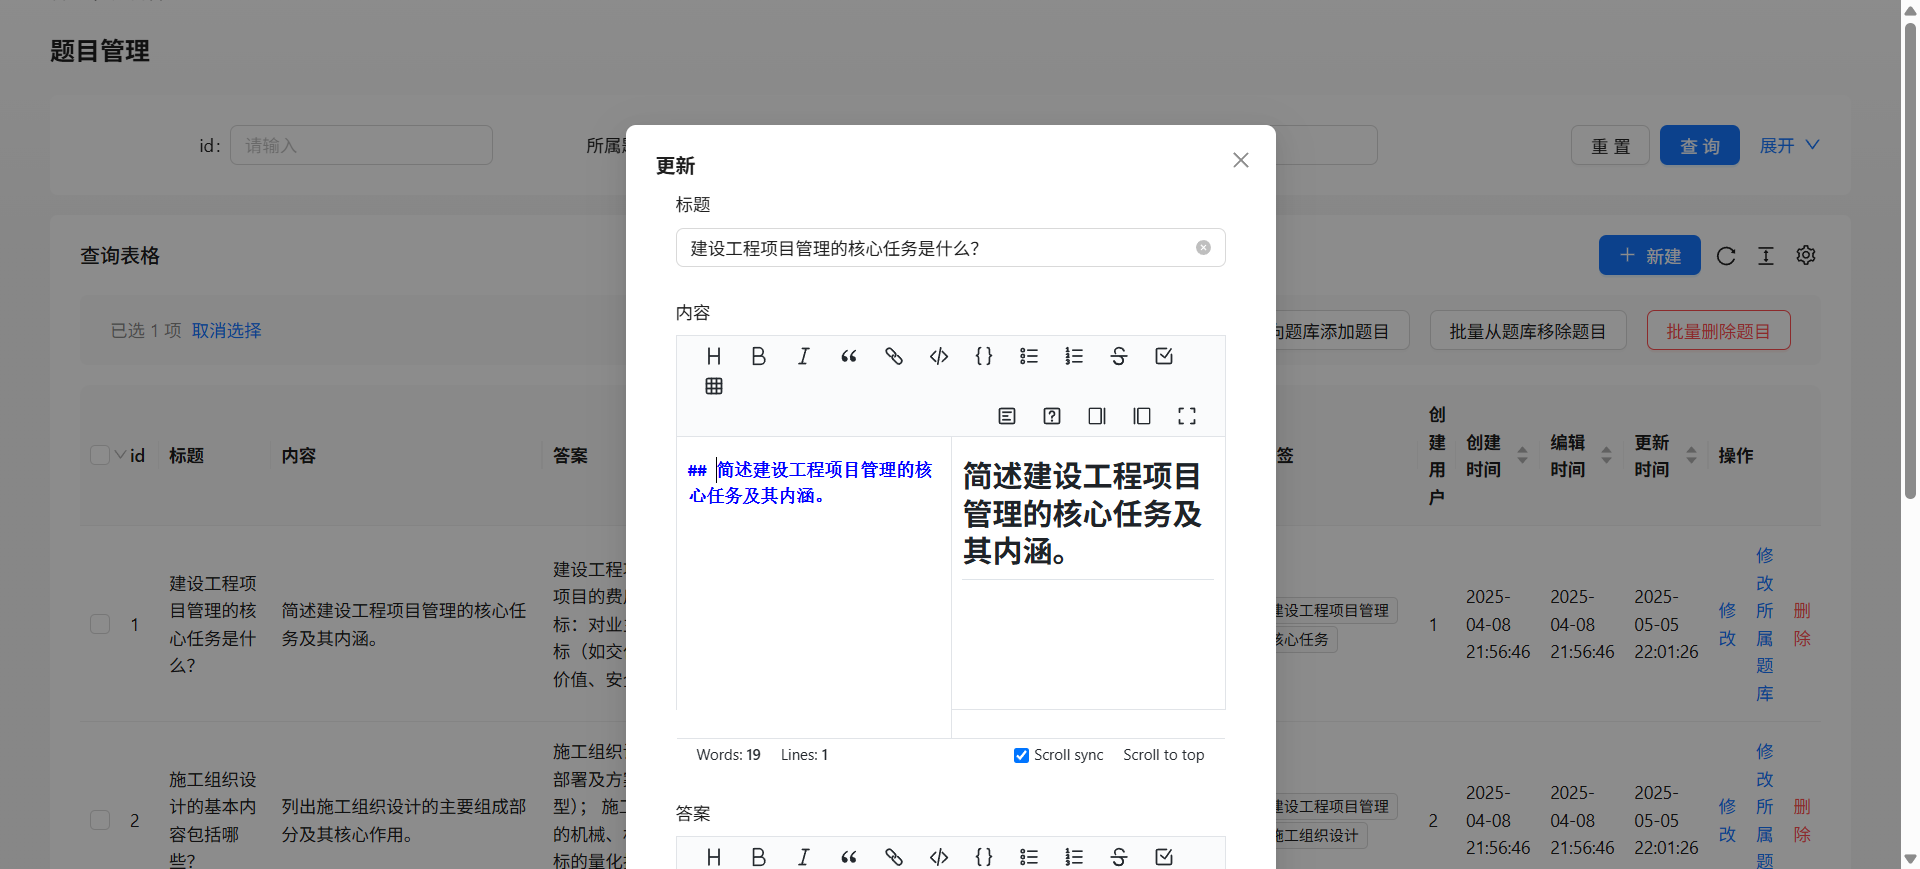 题目管理
id:
请输入
所属
重 置
查 询
展开
更新
标题
建设工程项目管理的核心任务是什么?
查询表格
新建
已选 1 项 取消选择
向题库添加题目
批量从题库移除题目
批量删除题目
内容
H B I
## 简述建设工程项目管理的核
心任务及其内涵。
简述建设工程项目
管理的核心任务及
其内涵。
Words: 19 Lines: 1
Scroll sync
Scroll to top
答案
H B I
id
标题
内容
答案
签
创
建
用
户
创建
时间
编辑
时间
更新
时间
操作
1
建设工程项
目管理的核
心任务是什
么?
简述建设工程项目管理的核心任
务及其内涵。
建设工程
项目的费
标: 对业
标 (如交
价值、安
建设工程项目管理
核心任务
1
2025-
04-08
21:56:46
2025-
04-08
21:56:46
2025-
05-05
22:01:26
修
改
修
改
所
属
题
库
删
除
2
施工组织设
计的基本内
容包括哪
些?
列出施工组织设计的主要组成部
分及其核心作用。
施工组织
部署及方
型); 施
的机械、
标的量化
建设工程项目管理
施工组织设计
2
2025-
04-08
21:56:46
2025-
04-08
21:56:46
2025-
05-05
22:01:26
修
改
修
改
所
属
题
删
除